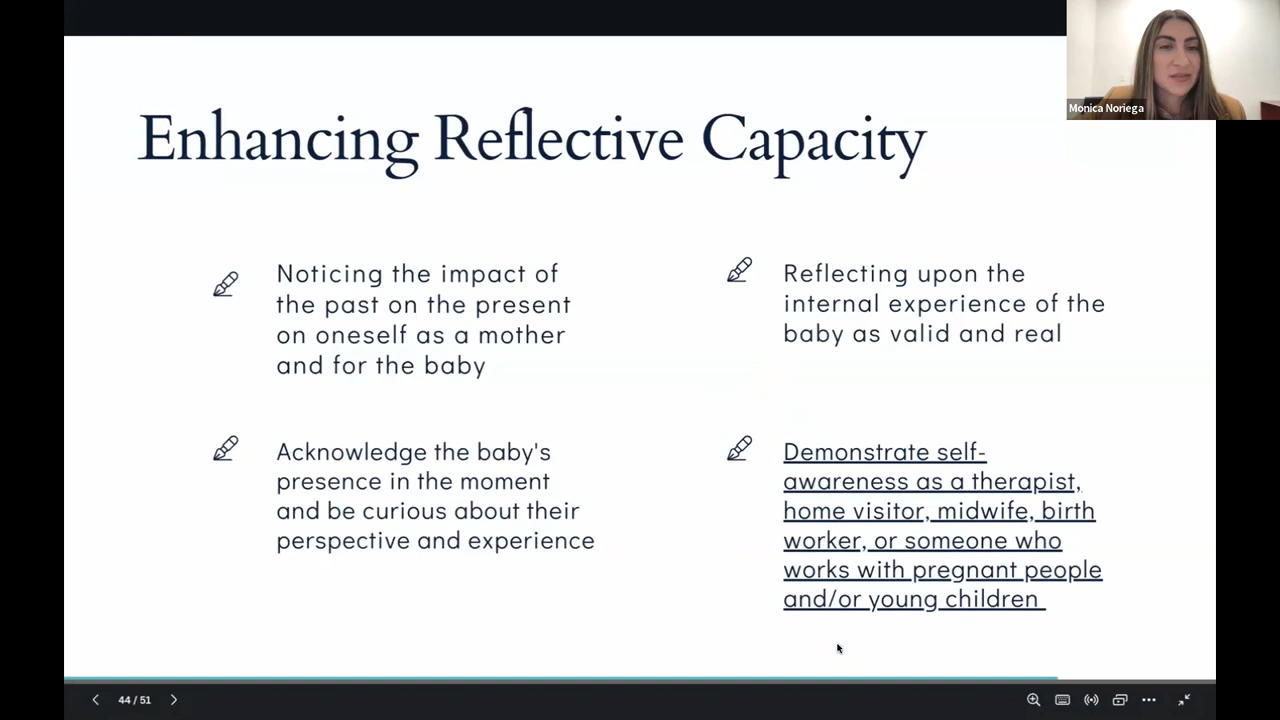 Enhancing Reflective Capacity
Monica Noriega
Noticing the impact of
the past on the present
on oneself as a mother
and for the baby
Reflecting upon the
internal experience of the
baby as valid and real
Acknowledge the baby's
presence in the moment
and be curious about their
perspective and experience
Demonstrate self-
awareness as a therapist,
home visitor, midwife, birth
worker, or someone who
works with pregnant people
and/or young children
44 / 51